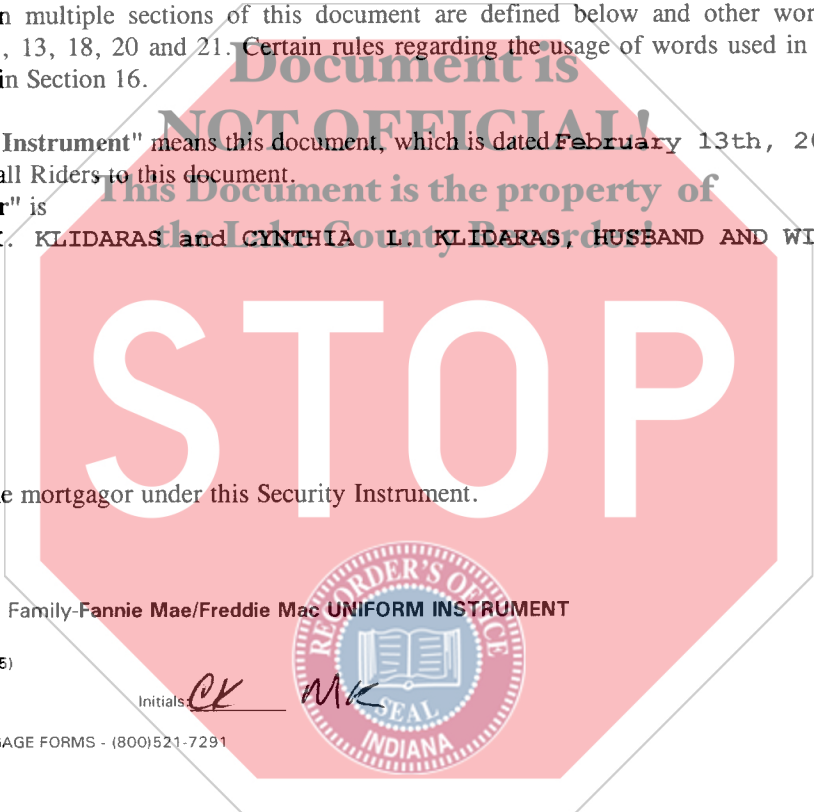 n multiple sections of this document are defined below and other wor
, 13, 18, 20 and 21. Certain rules regarding the usage of words used in
in Section 16.
Document is
NOT OFFICIAL!
This Document is the property of
the Lake County Recorder!
Instrument" means this document, which is dated February 13th, 20
all Riders to this document.
r" is
. KLIDARAS and CYNTHIA L. KLIDARAS, HUSBAND AND WI
STOP
e mortgagor under this Security Instrument.
Family-Fannie Mae/Freddie Mac UNIFORM INSTRUMENT
5)
Initials: CK MK
GAGE FORMS - (800)521-7291
RECORDER'S OFFICE
SEAL
INDIANA